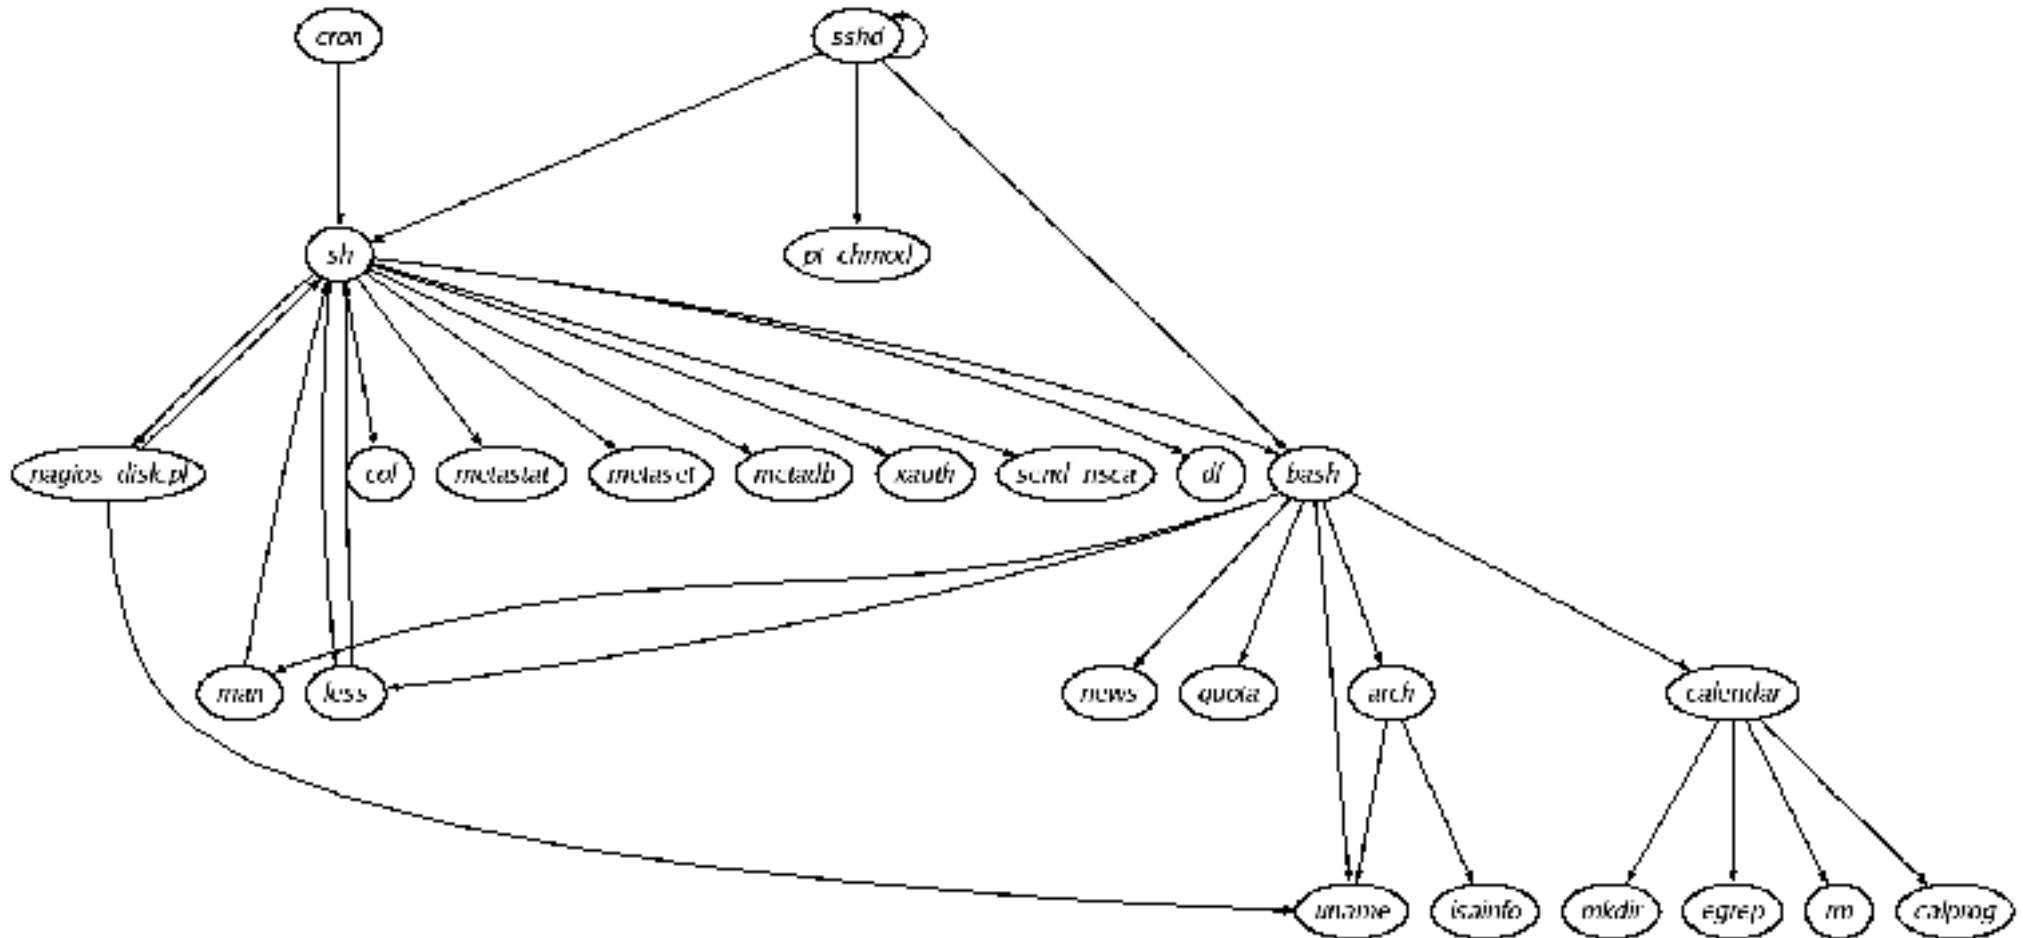 cron
sshd
sh
pt_chmod
nagios_disk.pl
col
metastat
metaset
metadb
xauth
send_nsca
df
bash
man
less
news
quota
arch
calendar
uname
isainfo
mkdir
egrep
rm
calprog